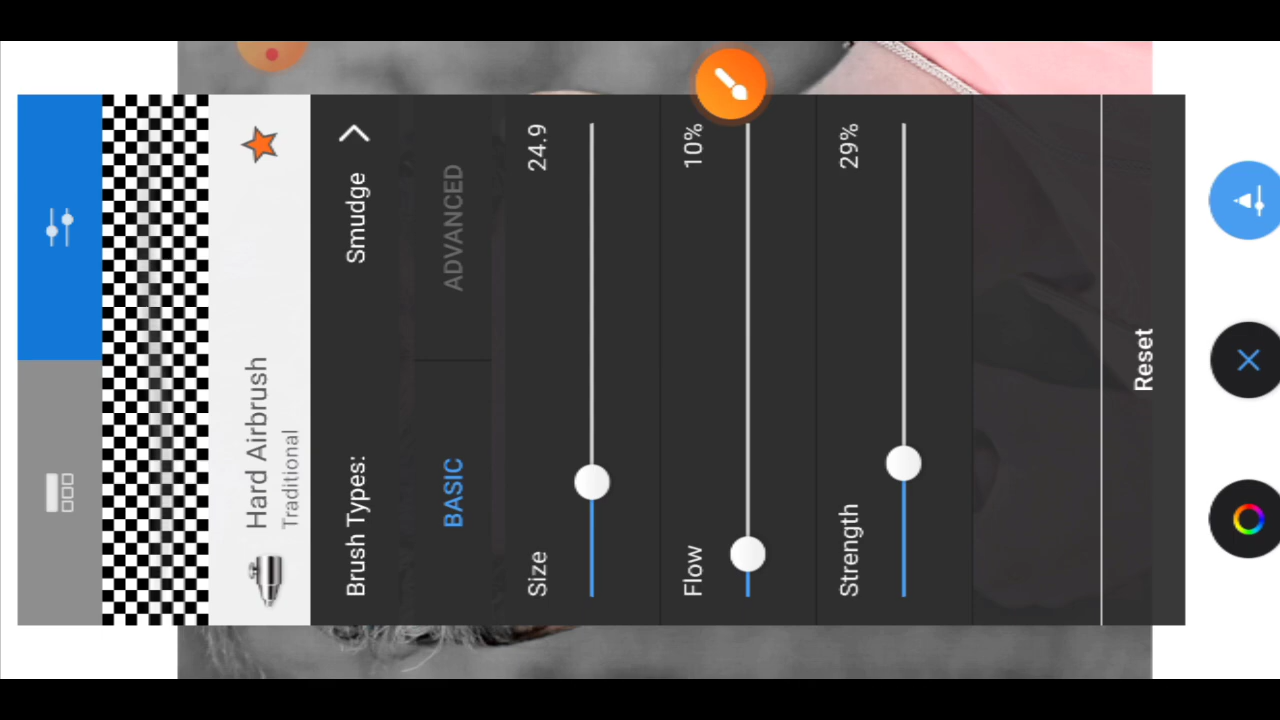 Hard Airbrush
Traditional
Brush Types: Smudge
BASIC ADVANCED
Size 24.9
Flow 10%
Strength 29%
Reset